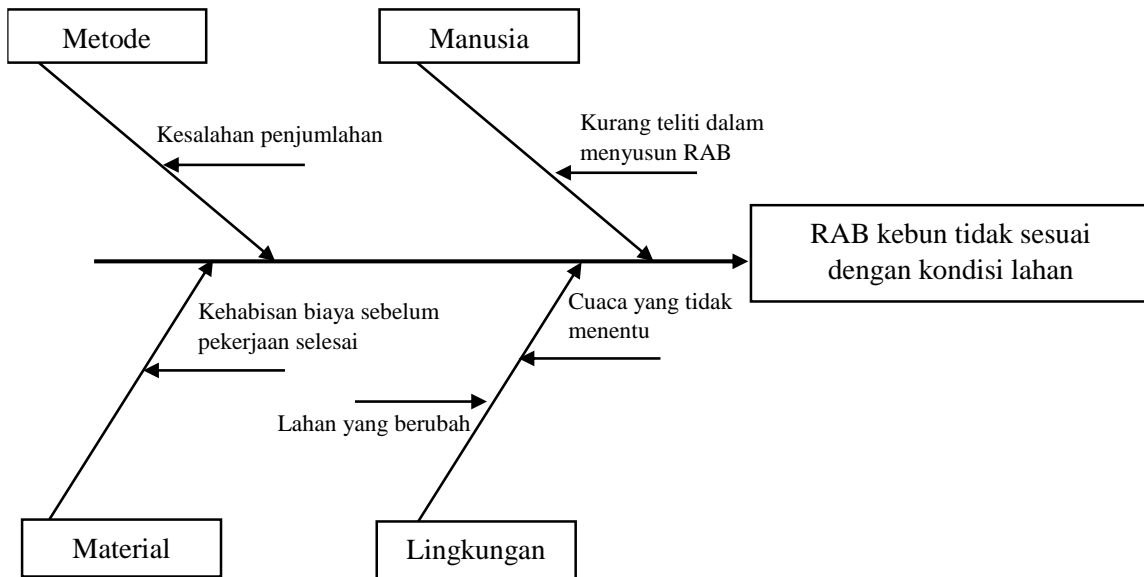 Metode
Manusia
Kesalahan penjumlahan
Kurang teliti dalam
menyusun RAB
RAB kebun tidak sesuai
dengan kondisi lahan
Kehabisan biaya sebelum
pekerjaan selesai
Cuaca yang tidak
menentu
Lahan yang berubah
Material
Lingkungan